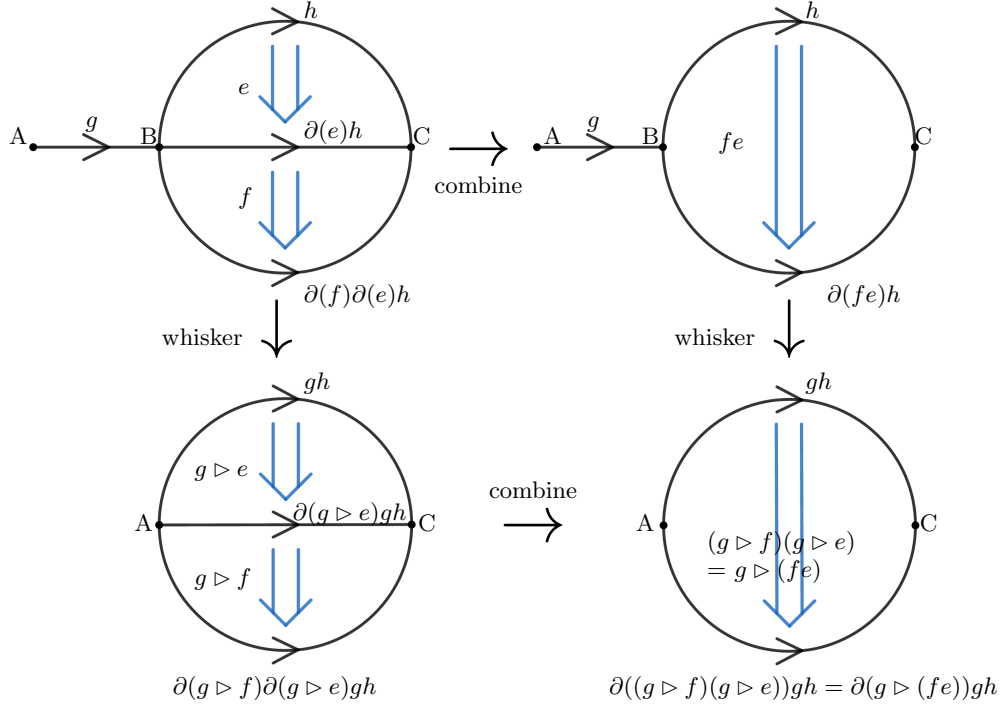 h
h
e
A
g
B
∂(e)h
C
combine
A
g
B
fe
C
f
∂(f)∂(e)h
∂(fe)h
whisker
whisker
gh
gh
g ▷ e
A
∂(g ▷ e)gh
C
combine
A
C
(g ▷ f)(g ▷ e)
= g ▷ (fe)
g ▷ f
∂(g ▷ f)∂(g ▷ e)gh
∂((g ▷ f)(g ▷ e))gh = ∂(g ▷ (fe))gh